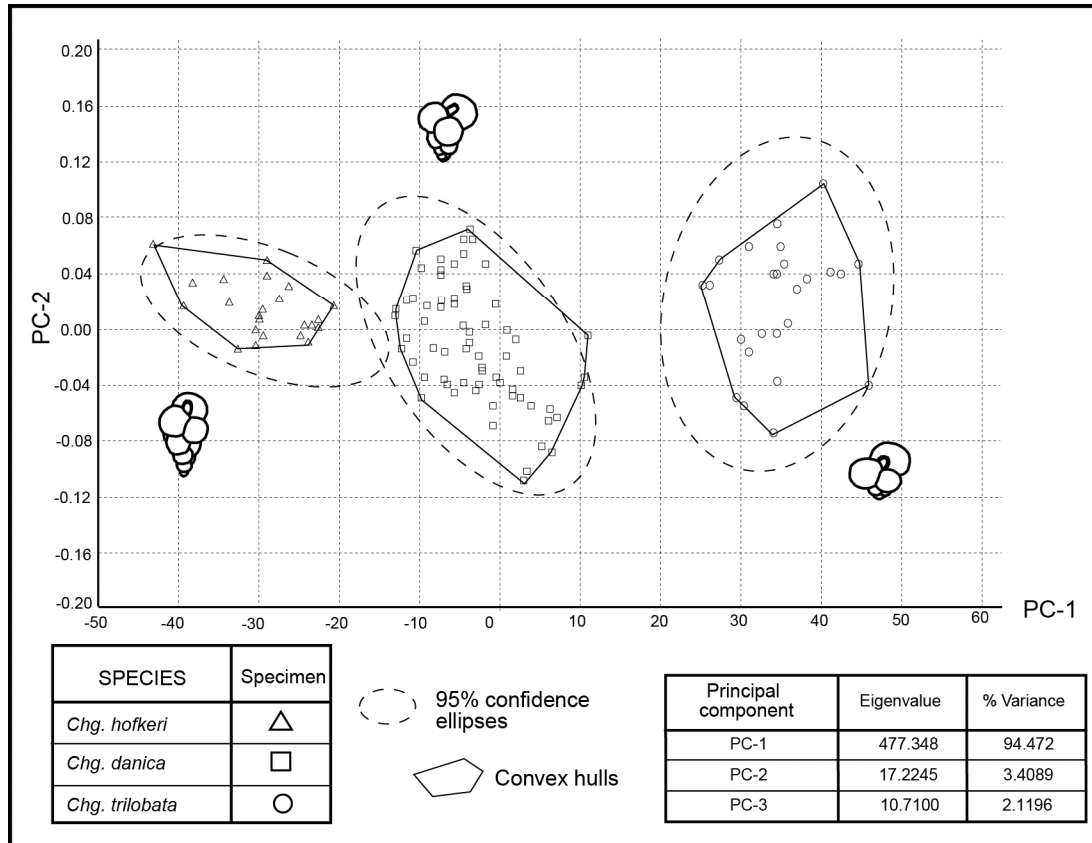 0.20
0.16
0.12
0.08
0.04
0.00
-0.04
-0.08
-0.12
-0.16
-0.20
PC-2
-50 -40 -30 -20 -10 0 10 20 30 40 50 60
PC-1
SPECIES Specimen
Chg. hofkeri
Chg. danica
Chg. trilobata
95% confidence
ellipses
Convex hulls
Principal
component Eigenvalue % Variance
PC-1 477.348 94.472
PC-2 17.2245 3.4089
PC-3 10.7100 2.1196